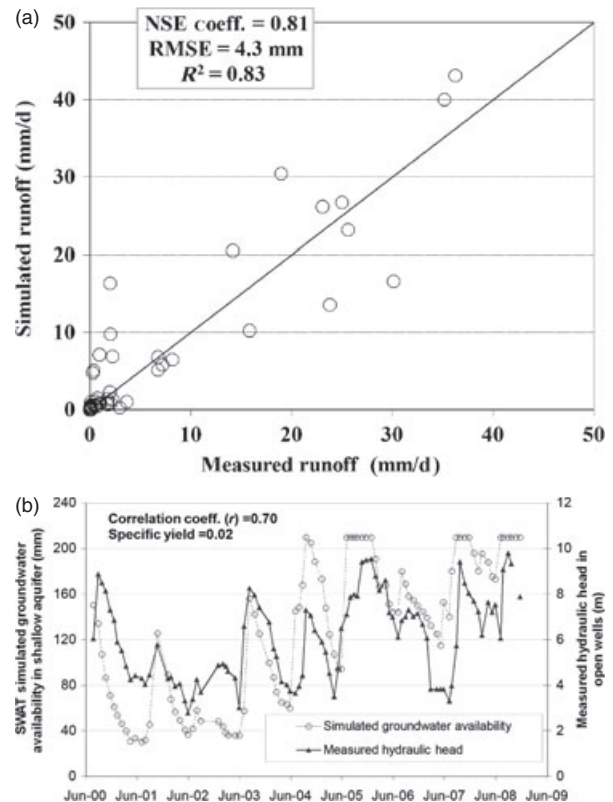 (a)
NSE coeff. = 0.81
RMSE = 4.3 mm
R² = 0.83
50
40
30
20
10
0
0 10 20 30 40 50
Simulated runoff (mm/d)
Measured runoff (mm/d)
(b)
Correlation coeff. (r) =0.70
Specific yield =0.02
240
200
160
120
80
40
0
SWAT simulated groundwater
availability in shallow aquifer (mm)
12
10
8
6
4
2
0
Measured hydraulic head in
open wells (m)
Simulated groundwater availability
Measured hydraulic head
Jun-00 Jun-01 Jun-02 Jun-03 Jun-04 Jun-05 Jun-06 Jun-07 Jun-08 Jun-09